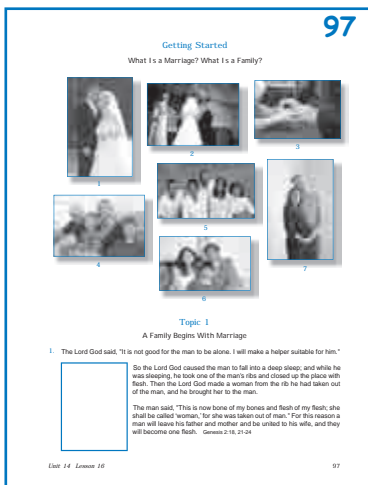 97
Getting Started
What Is a Marriage? What Is a Family?
1
2
3
4
5
6
7
Topic 1
A Family Begins With Marriage
1. The Lord God said, "It is not good for the man to be alone. I will make a helper suitable for him."
So the Lord God caused the man to fall into a deep sleep; and while he
was sleeping, he took one of the man's ribs and closed up the place with
flesh. Then the Lord God made a woman from the rib he had taken out
of the man, and he brought her to the man.
The man said, "This is now bone of my bones and flesh of my flesh; she
shall be called 'woman,' for she was taken out of man." For this reason a
man will leave his father and mother and be united to his wife, and they
will become one flesh. Genesis 2:18, 21-24
Unit 14 Lesson 16 97